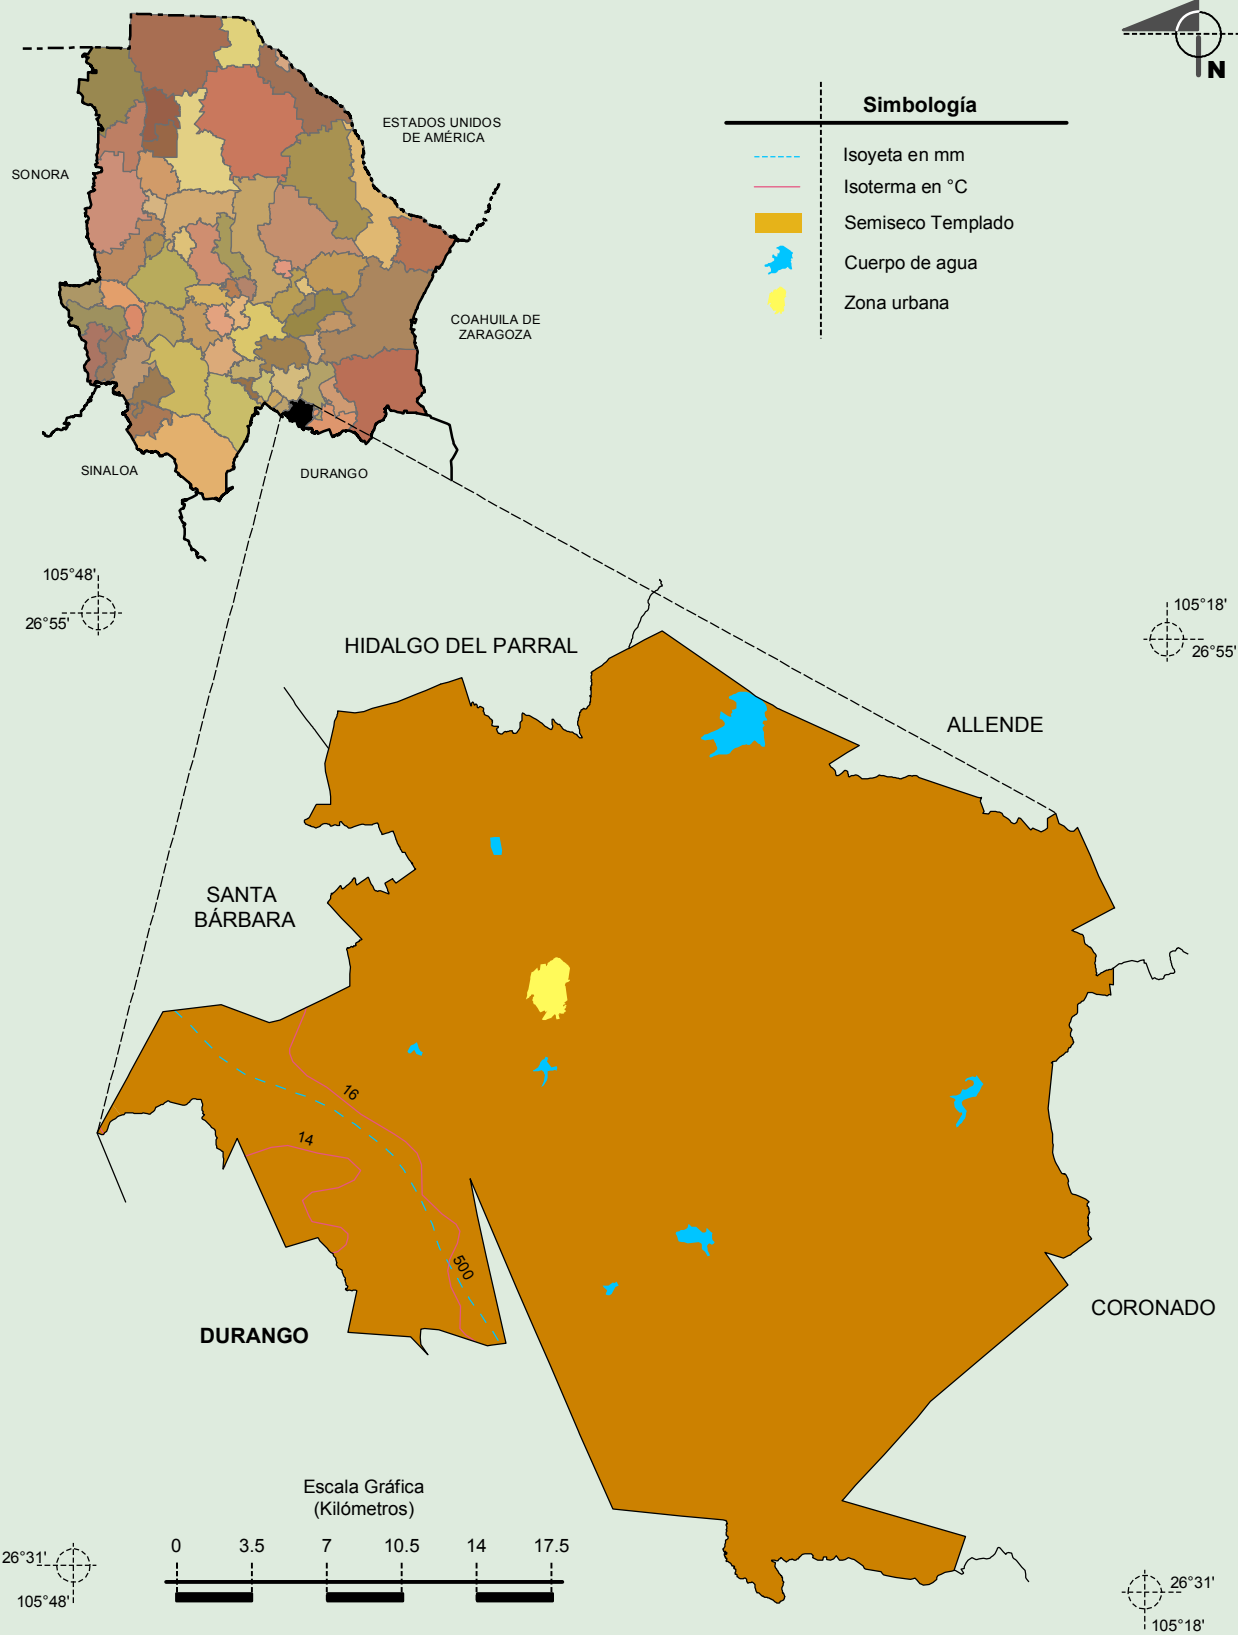 N
ESTADOS UNIDOS
DE AMÉRICA
SONORA
COAHUILA DE
ZARAGOZA
SINALOA
DURANGO
Simbología
Isoyeta en mm
Isoterma en °C
Semiseco Templado
Cuerpo de agua
Zona urbana
105°48'
26°55'
105°18'
26°55'
HIDALGO DEL PARRAL
ALLENDE
SANTA
BÁRBARA
16
14
500
DURANGO
CORONADO
Escala Gráfica
(Kilómetros)
0 3.5 7 10.5 14 17.5
26°31'
105°48'
26°31'
105°18'